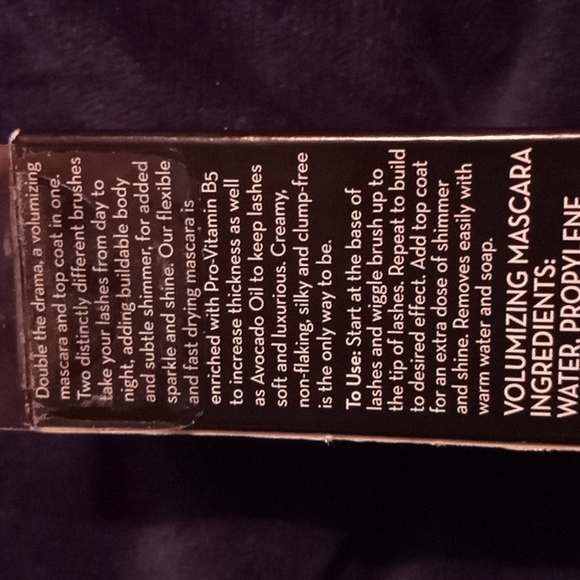 Double the drama, a volumizing
mascara and top coat in one.
Two distinctly different brushes
take your lashes from day to
night, adding buildable body
and subtle shimmer, for added
sparkle and shine. Our flexible
and fast drying mascara is
enriched with Pro-Vitamin B5
to increase thickness as well
as Avocado Oil to keep lashes
soft and luxurious. Creamy,
non-flaking, silky and clump-free
is the only way to be.
To Use: Start at the base of
lashes and wiggle brush up to
the tip of lashes. Repeat to build
to desired effect. Add top coat
for an extra dose of shimmer
and shine. Removes easily with
warm water and soap.
VOLUMIZING MASCARA
INGREDIENTS:
WATER, PROPYLENE